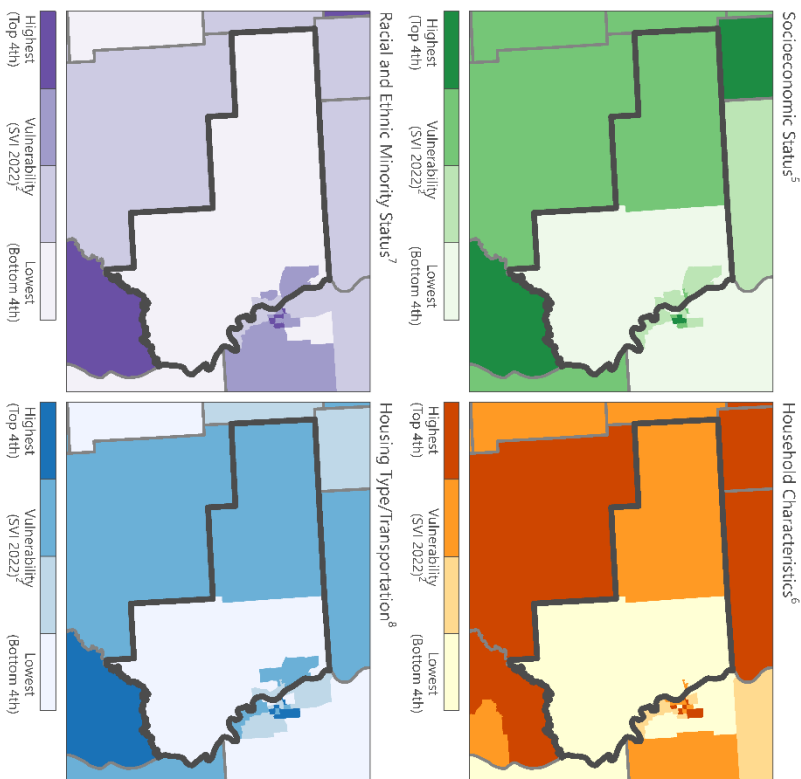 Socioeconomic Status⁵
Highest
(Top 4th)
Vulnerability
(SVI 2022)²
Lowest
(Bottom 4th)
Household Characteristics⁶
Highest
(Top 4th)
Vulnerability
(SVI 2022)²
Lowest
(Bottom 4th)
Racial and Ethnic Minority Status⁷
Highest
(Top 4th)
Vulnerability
(SVI 2022)²
Lowest
(Bottom 4th)
Housing Type/Transportation⁸
Highest
(Top 4th)
Vulnerability
(SVI 2022)²
Lowest
(Bottom 4th)